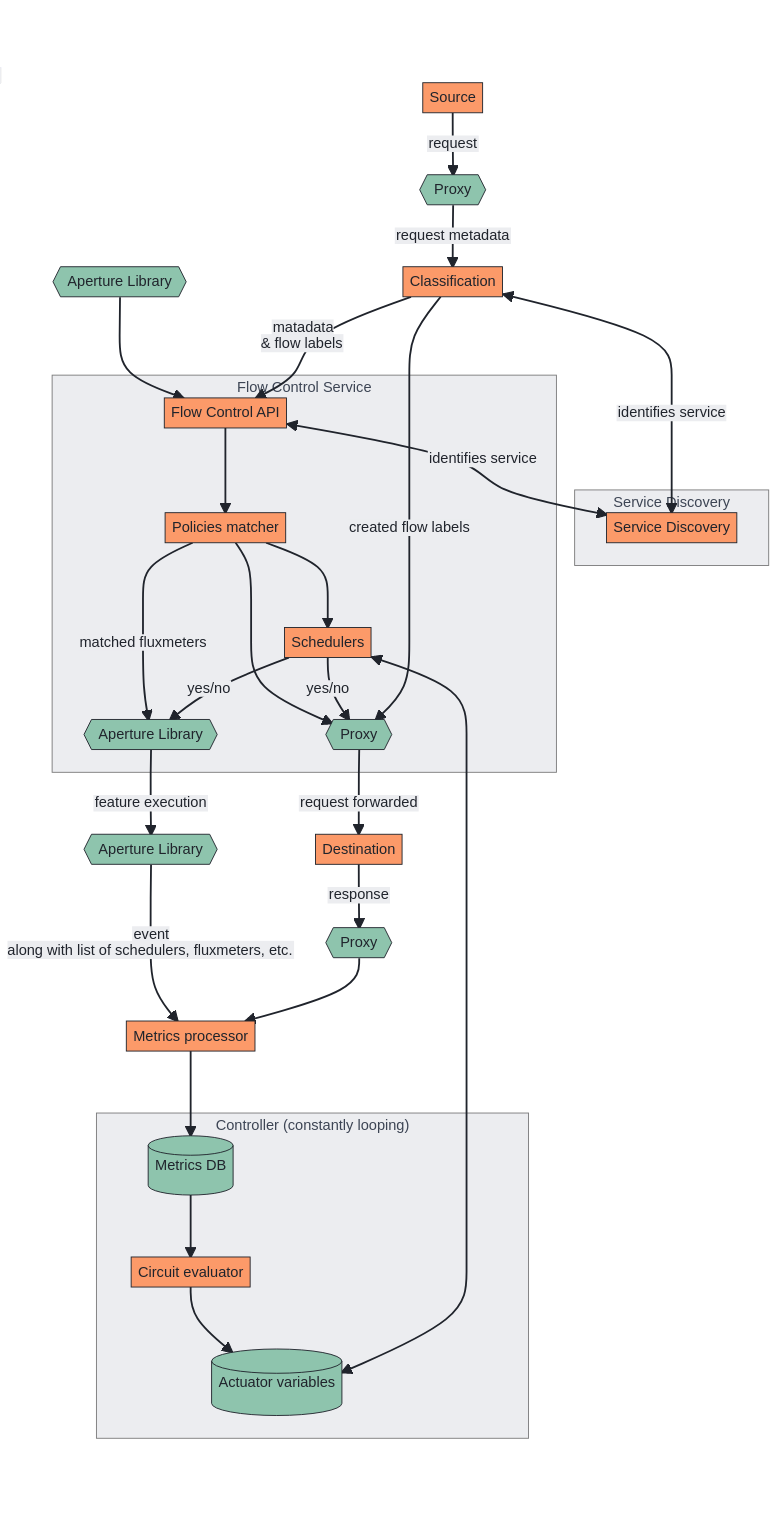 Source
request
Proxy
request metadata
Aperture Library
Classification
matadata
& flow labels
Flow Control Service
Flow Control API
identifies service
identifies service
Service Discovery
Service Discovery
Policies matcher
created flow labels
matched fluxmeters
Schedulers
yes/no
yes/no
Aperture Library
Proxy
feature execution
request forwarded
Aperture Library
Destination
response
event
along with list of schedulers, fluxmeters, etc.
Proxy
Metrics processor
Controller (constantly looping)
Metrics DB
Circuit evaluator
Actuator variables